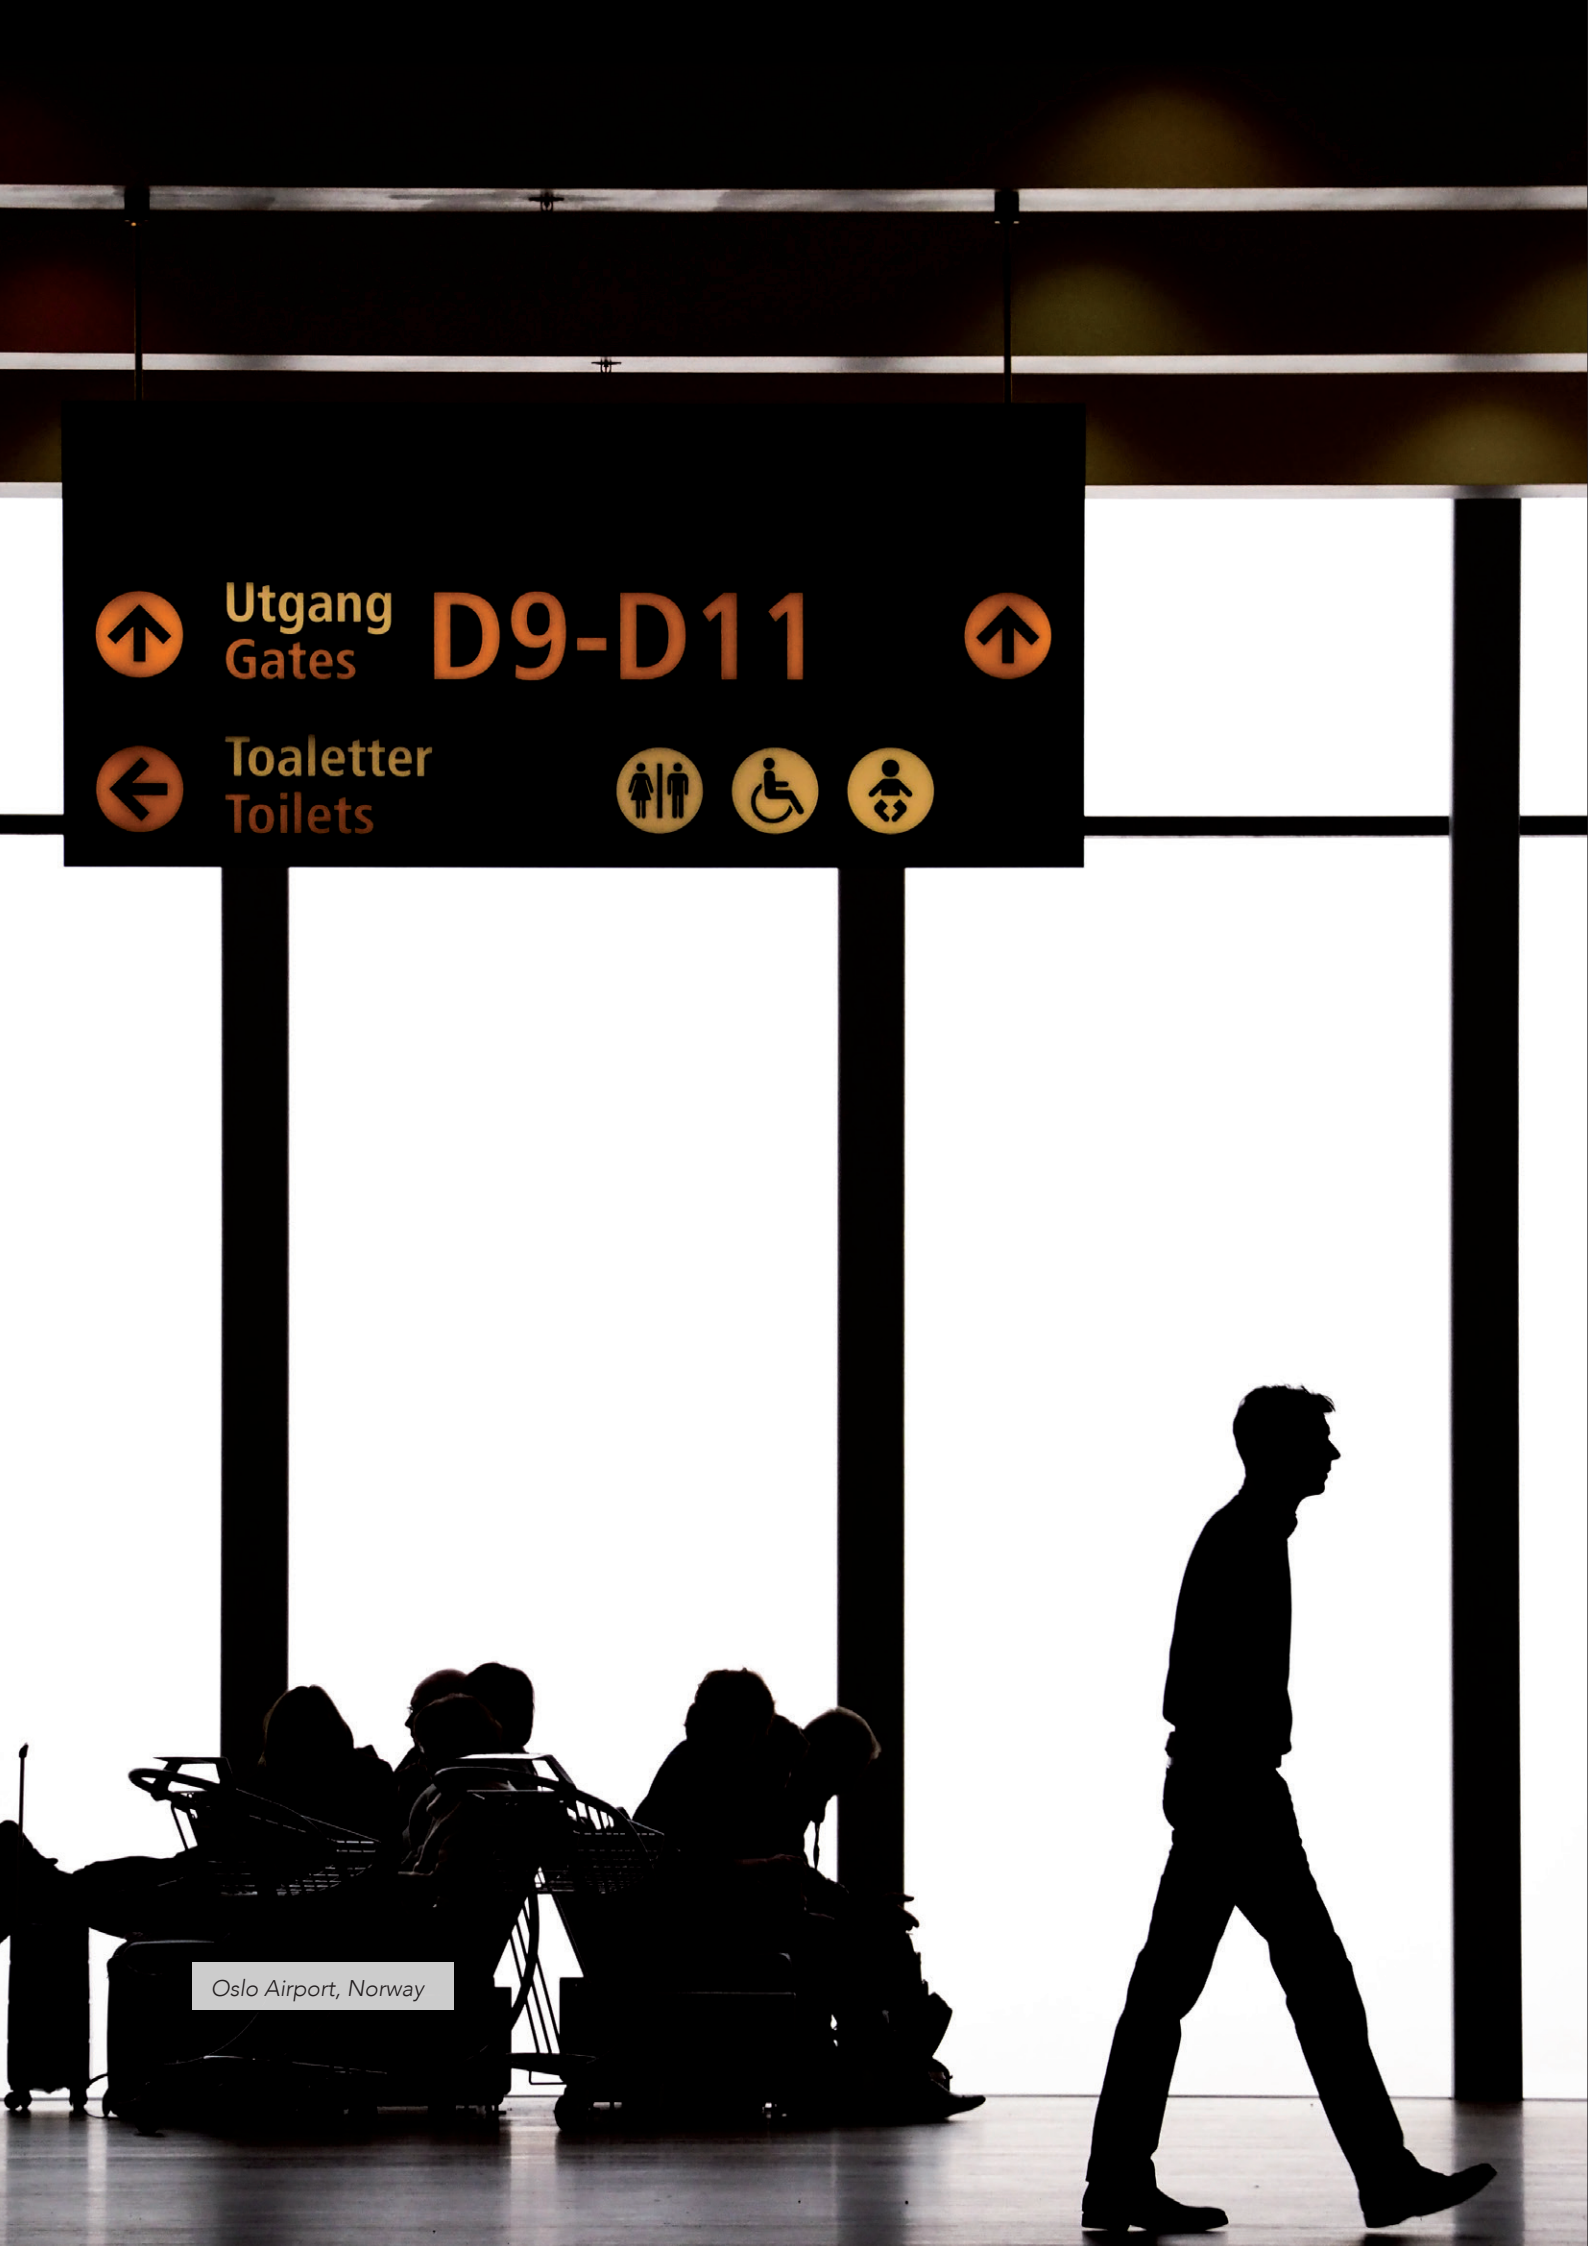 Utgang
Gates
D9-D11
Toaletter
Toilets
Oslo Airport, Norway